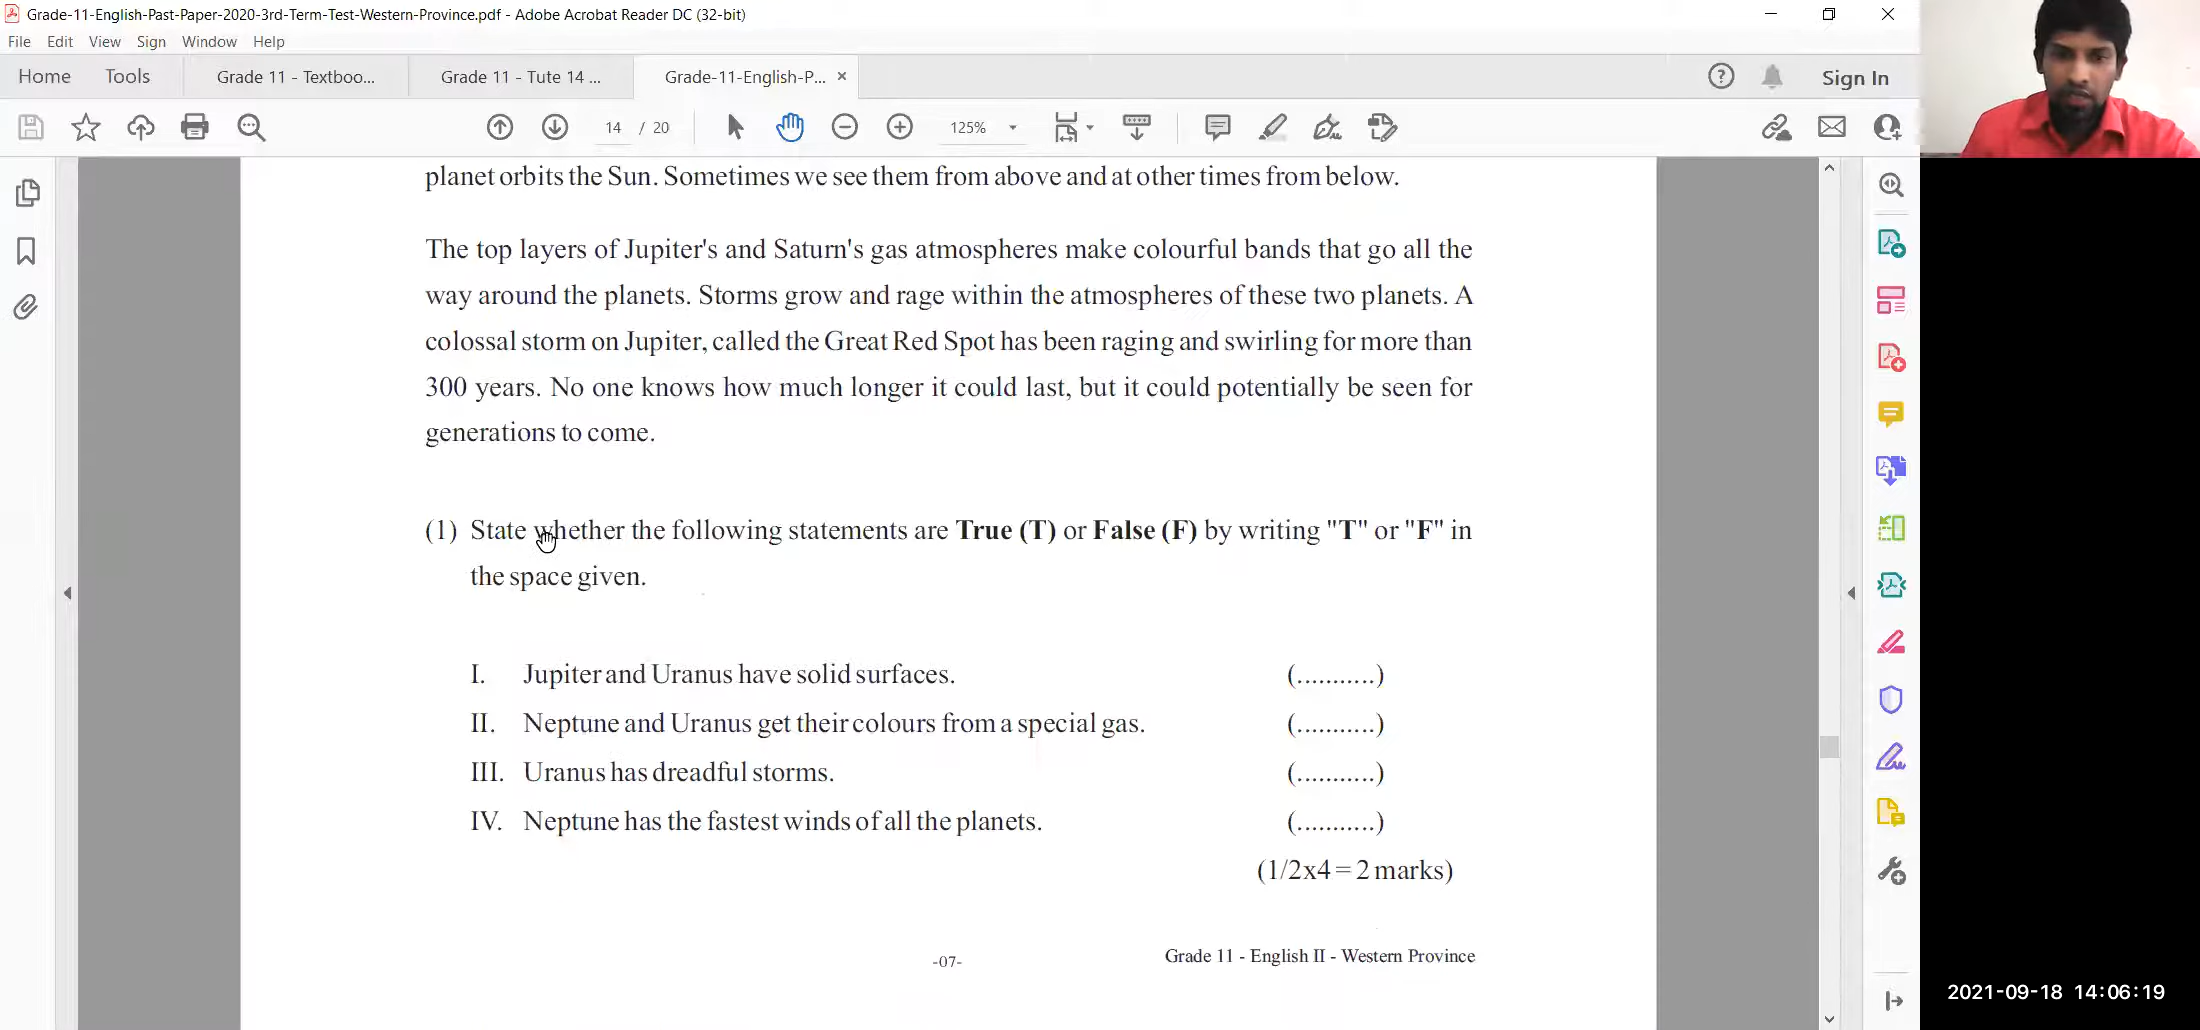 Grade-11-English-Past-Paper-2020-3rd-Term-Test-Western-Province.pdf - Adobe Acrobat Reader DC (32-bit)
File Edit View Sign Window Help
Home Tools Grade 11 - Textboo... Grade 11 - Tute 14 ... Grade-11-English-P... × Sign In
14 / 20 125%
planet orbits the Sun. Sometimes we see them from above and at other times from below.
The top layers of Jupiter's and Saturn's gas atmospheres make colourful bands that go all the
way around the planets. Storms grow and rage within the atmospheres of these two planets. A
colossal storm on Jupiter, called the Great Red Spot has been raging and swirling for more than
300 years. No one knows how much longer it could last, but it could potentially be seen for
generations to come.
(1) State whether the following statements are True (T) or False (F) by writing "T" or "F" in
the space given.
I. Jupiter and Uranus have solid surfaces. (...........)
II. Neptune and Uranus get their colours from a special gas. (...........)
III. Uranus has dreadful storms. (...........)
IV. Neptune has the fastest winds of all the planets. (...........)
(1/2x4 = 2 marks)
-07- Grade 11 - English II - Western Province
2021-09-18 14:06:19